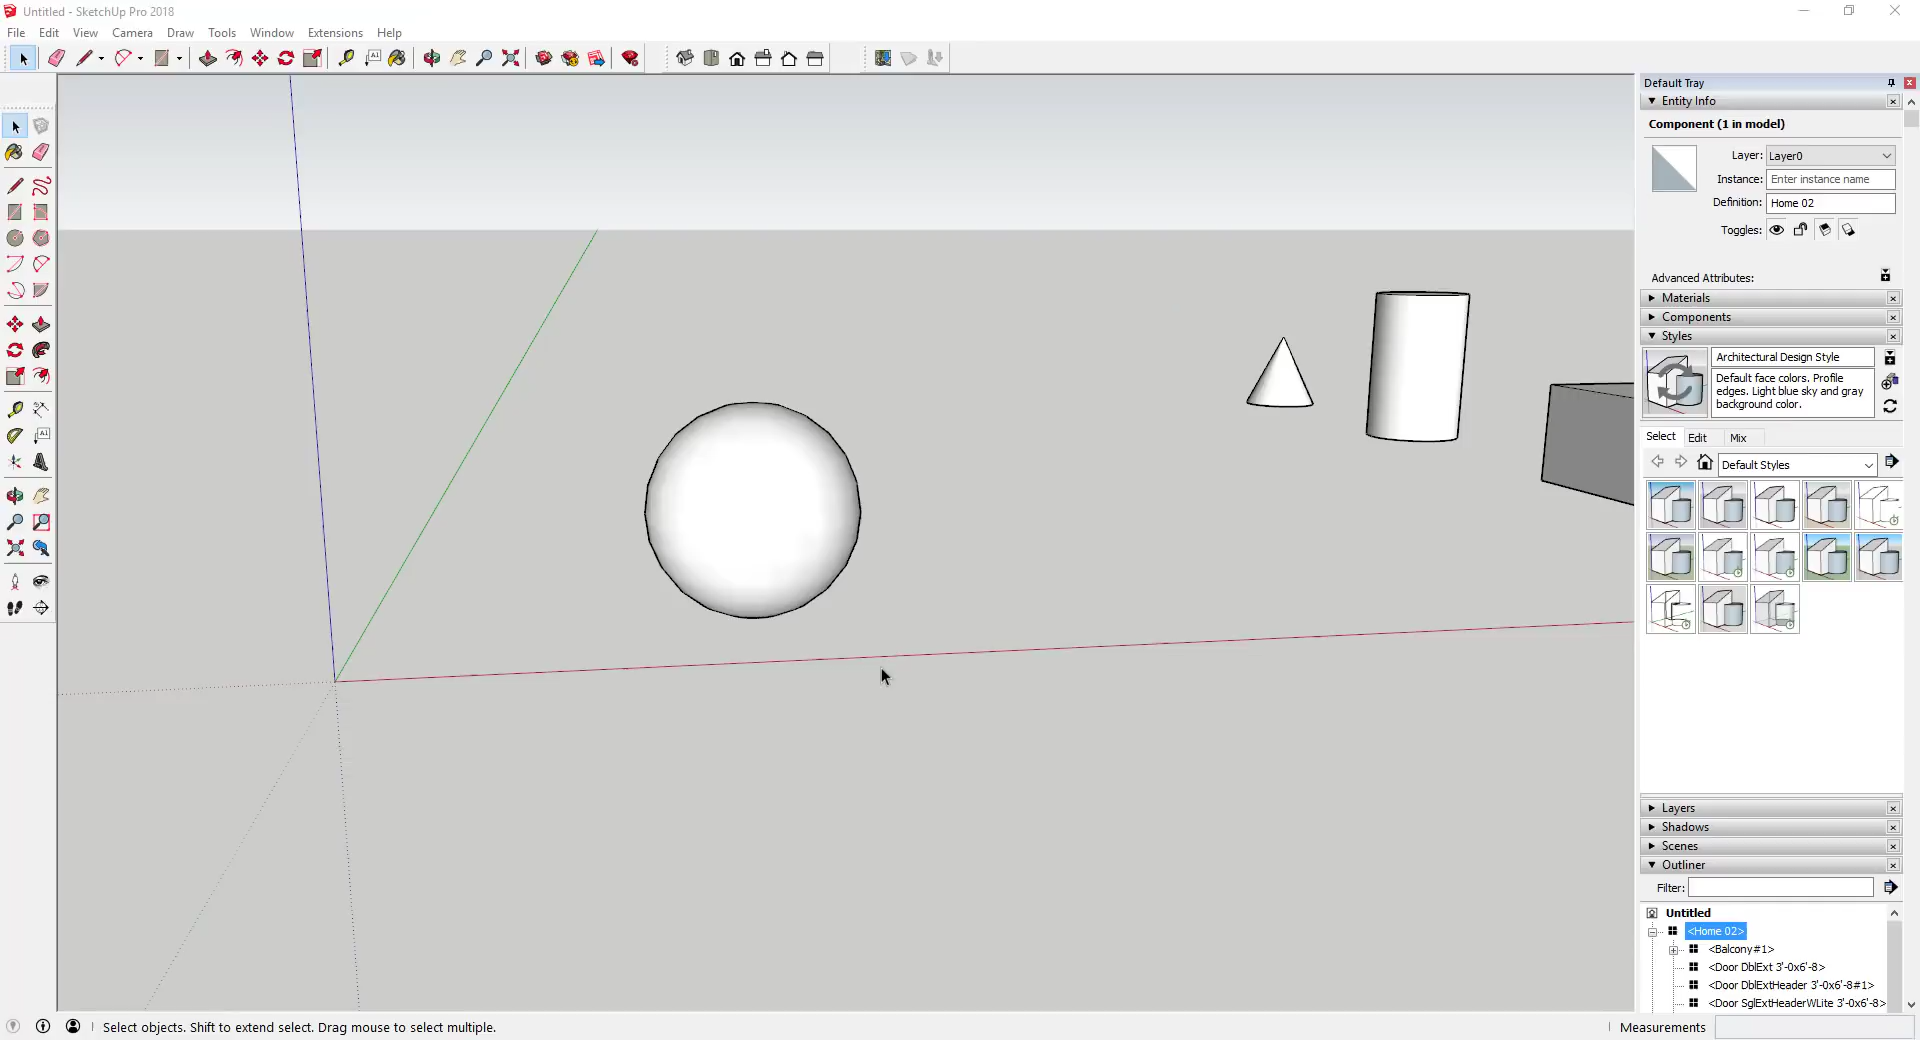 Untitled - SketchUp Pro 2018
File Edit View Camera Draw Tools Window Extensions Help
Default Tray
Entity Info
Component (1 in model)
Layer: Layer0
Instance: Enter instance name
Definition: Home 02
Toggles:
Advanced Attributes:
Materials
Components
Styles
Architectural Design Style
Default face colors. Profile
edges. Light blue sky and gray
background color.
Select Edit Mix
Default Styles
Layers
Shadows
Scenes
Outliner
Filter:
Untitled
<Home 02>
<Balcony#1>
<Door DblExt 3'-0x6'-8>
<Door DblExtHeader 3'-0x6'-8#1>
<Door SglExtHeaderWLite 3'-0x6'-8>
Select objects. Shift to extend select. Drag mouse to select multiple.
Measurements